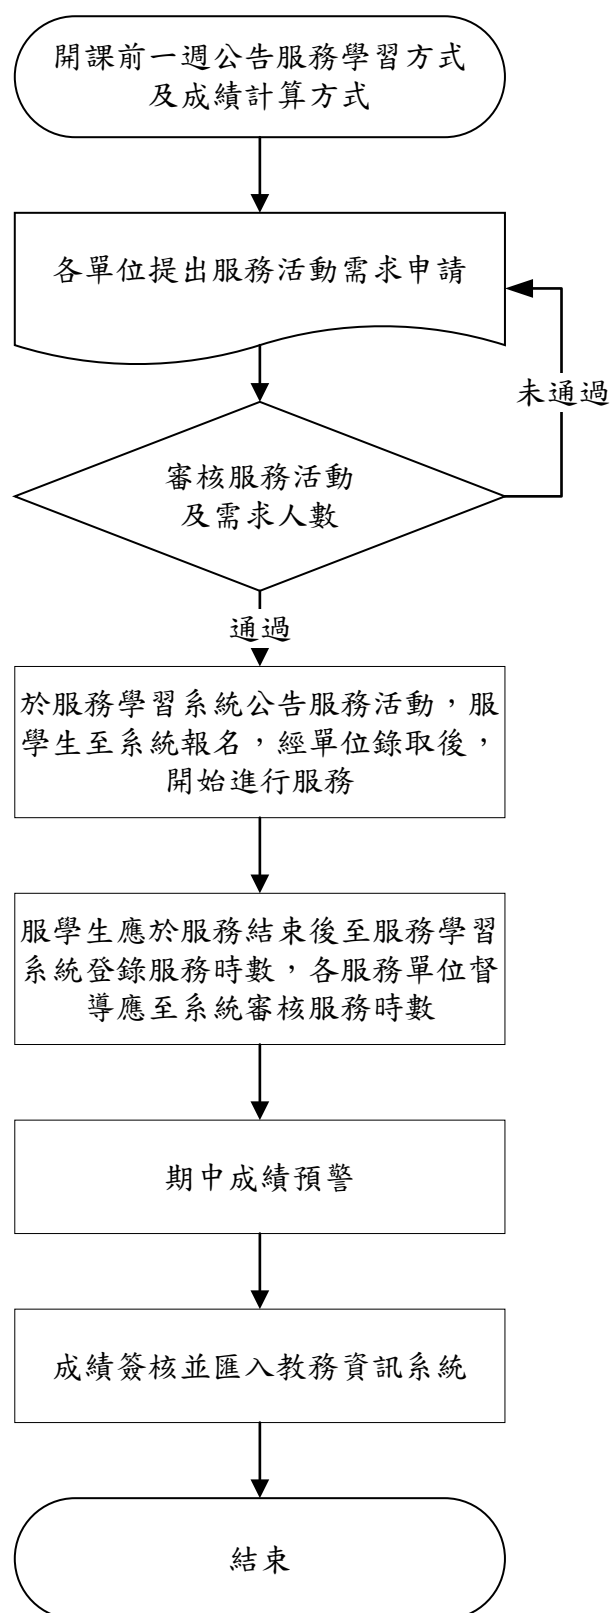 開課前一週公告服務學習方式
及成績計算方式
各單位提出服務活動需求申請
未通過
審核服務活動
及需求人數
通過
於服務學習系統公告服務活動，服
學生至系統報名，經單位錄取後，
開始進行服務
服學生應於服務結束後至服務學習
系統登錄服務時數，各服務單位督
導應至系統審核服務時數
期中成績預警
成績簽核並匯入教務資訊系統
結束